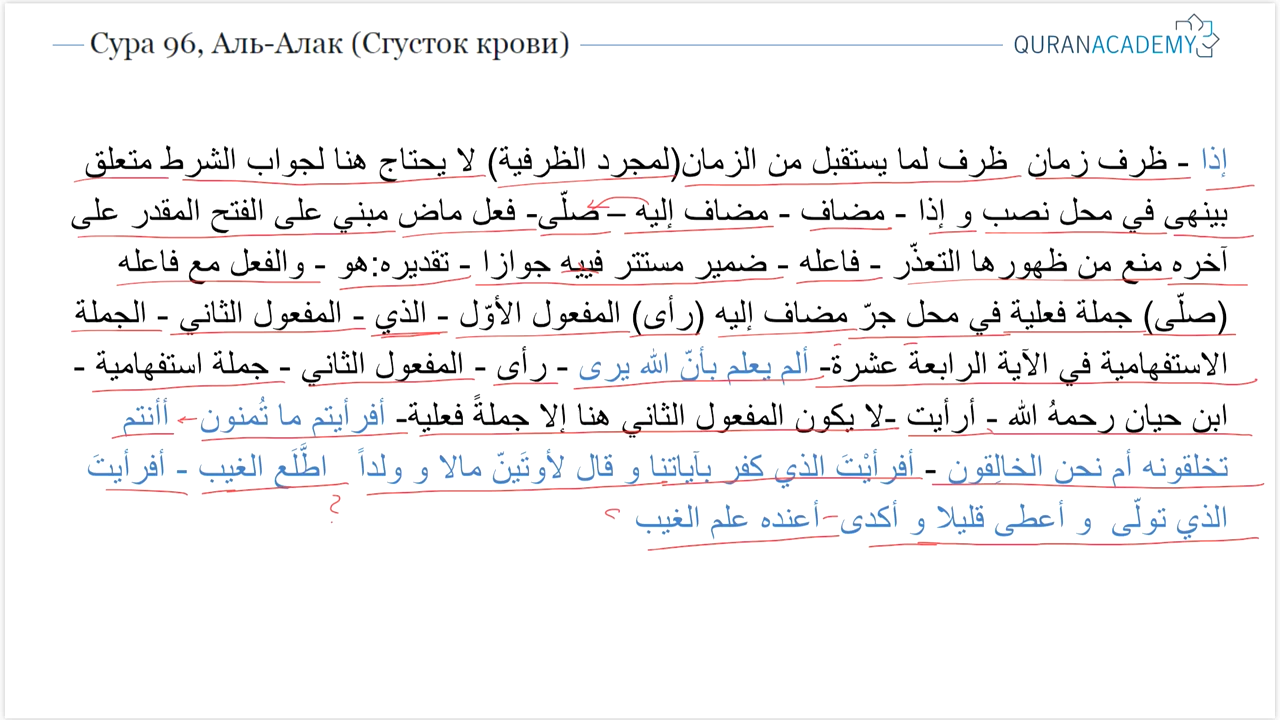 Сура 96, Аль-Алак (Сгусток крови)
QURANACADEMY
إذا - ظرف زمان ظرف لما يستقبل من الزمان(لمجرد الظرفية) لا يحتاج هنا لجواب الشرط متعلق
بينهى في محل نصب و إذا - مضاف - مضاف إليه – صلّى- فعل ماض مبني على الفتح المقدر على
آخره منع من ظهورها التعذّر - فاعله - ضمير مستتر فييه جوازا - تقديره:هو - والفعل مع فاعله
(صلّى) جملة فعلية في محل جرّ مضاف إليه (رأى) المفعول الأوّل - الذي - المفعول الثاني - الجملة
الاستفهامية في الآية الرابعة عشرة- ألم يعلم بأنّ الله يرى - رأى - المفعول الثاني - جملة استفهامية -
ابن حيان رحمهُ الله - أرأيت -لا يكون المفعول الثاني هنا إلا جملةً فعلية- أفرأيتم ما تُمنون - أأنتم
تخلقونه أم نحن الخالِقون - أفرأيْتَ الذي كفر بآياتنا و قال لأوتَينّ مالا و ولداً اطَّلَع الغيب - أفرأيتَ
الذي تولّى و أعطى قليلا و أكدى – أعنده علم الغيب